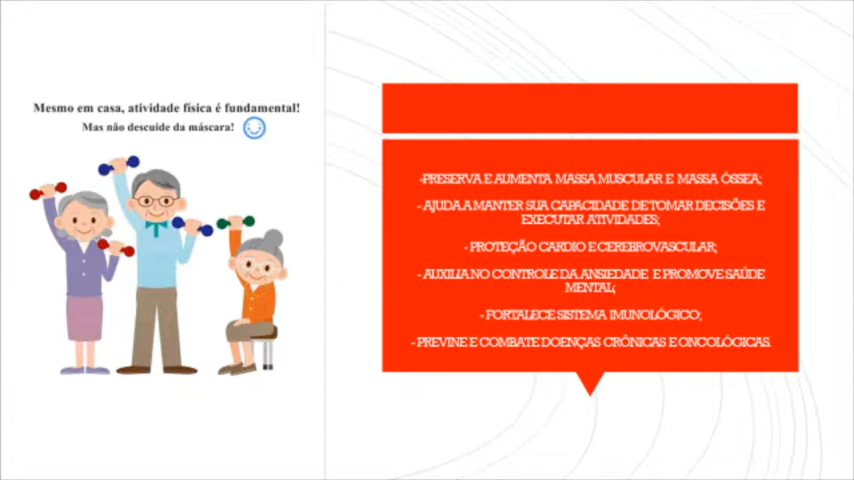 Mesmo em casa, atividade física é fundamental!
Mas não descuide da máscara!
-PRESERVA E AUMENTA MASSA MUSCULAR E MASSA ÓSSEA;
- AJUDA A MANTER SUA CAPACIDADE DE TOMAR DECISÕES E
EXECUTAR ATIVIDADES;
- PROTEÇÃO CARDIO E CEREBROVASCULAR;
- AUXILIA NO CONTROLE DA ANSIEDADE E PROMOVE SAÚDE
MENTAL;
- FORTALECE SISTEMA IMUNOLÓGICO;
- PREVINE E COMBATE DOENÇAS CRÔNICAS E ONCOLÓGICAS.